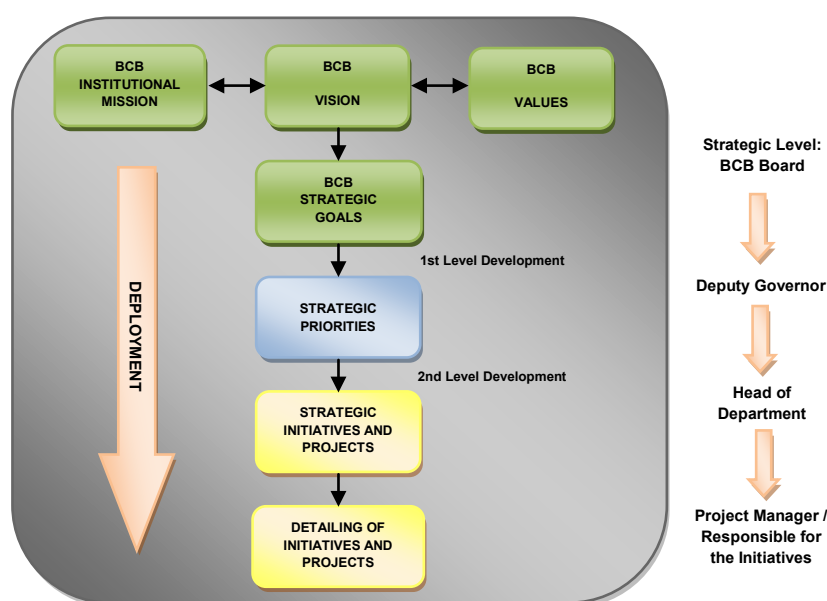 BCB
INSTITUTIONAL
MISSION
BCB
VISION
BCB
VALUES
Strategic Level:
BCB Board
BCB
STRATEGIC
GOALS
1st Level Development
Deputy Governor
DEPLOYMENT
STRATEGIC
PRIORITIES
2nd Level Development
Head of
Department
STRATEGIC
INITIATIVES AND
PROJECTS
DETAILING OF
INITIATIVES AND
PROJECTS
Project Manager /
Responsible for
the Initiatives